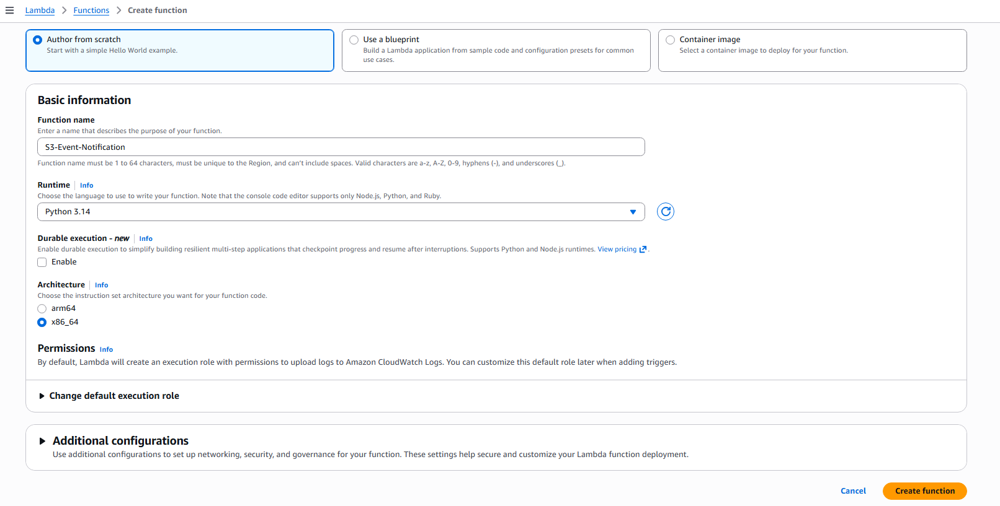 Lambda > Functions > Create function
Author from scratch
Start with a simple Hello World example.
Use a blueprint
Build a Lambda application from sample code and configuration presets for common
use cases.
Container image
Select a container image to deploy for your function.
Basic information
Function name
Enter a name that describes the purpose of your function.
S3-Event-Notification
Function name must be 1 to 64 characters, must be unique to the Region, and can't include spaces. Valid characters are a-z, A-Z, 0-9, hyphens (-), and underscores (_).
Runtime Info
Choose the language to use to write your function. Note that the console code editor supports only Node.js, Python, and Ruby.
Python 3.14
Durable execution - new Info
Enable durable execution to simplify building resilient multi-step applications that checkpoint progress and resume after interruptions. Supports Python and Node.js runtimes. View pricing .
Enable
Architecture Info
Choose the instruction set architecture you want for your function code.
arm64
x86_64
Permissions Info
By default, Lambda will create an execution role with permissions to upload logs to Amazon CloudWatch Logs. You can customize this default role later when adding triggers.
Change default execution role
Additional configurations
Use additional configurations to set up networking, security, and governance for your function. These settings help secure and customize your Lambda function deployment.
Cancel Create function